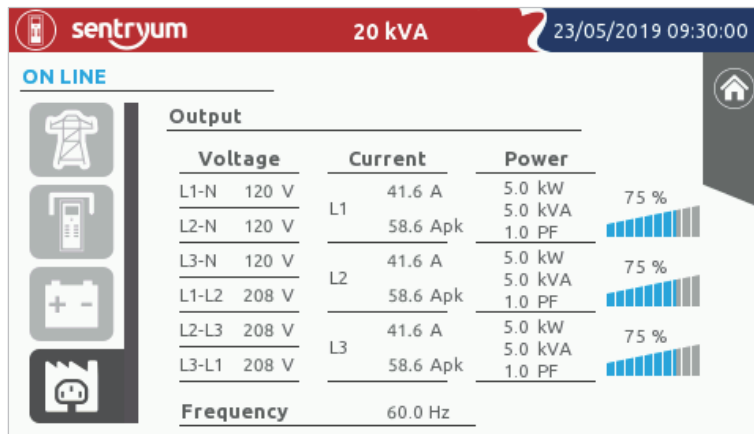 sentryum 20 kVA 23/05/2019 09:30:00
ON LINE
Output
Voltage Current Power
L1-N 120 V
L2-N 120 V
L3-N 120 V
L1-L2 208 V
L2-L3 208 V
L3-L1 208 V
L1 41.6 A
58.6 Apk
L2 41.6 A
58.6 Apk
L3 41.6 A
58.6 Apk
5.0 kW
5.0 kVA
1.0 PF
75 %
5.0 kW
5.0 kVA
1.0 PF
75 %
5.0 kW
5.0 kVA
1.0 PF
75 %
Frequency 60.0 Hz